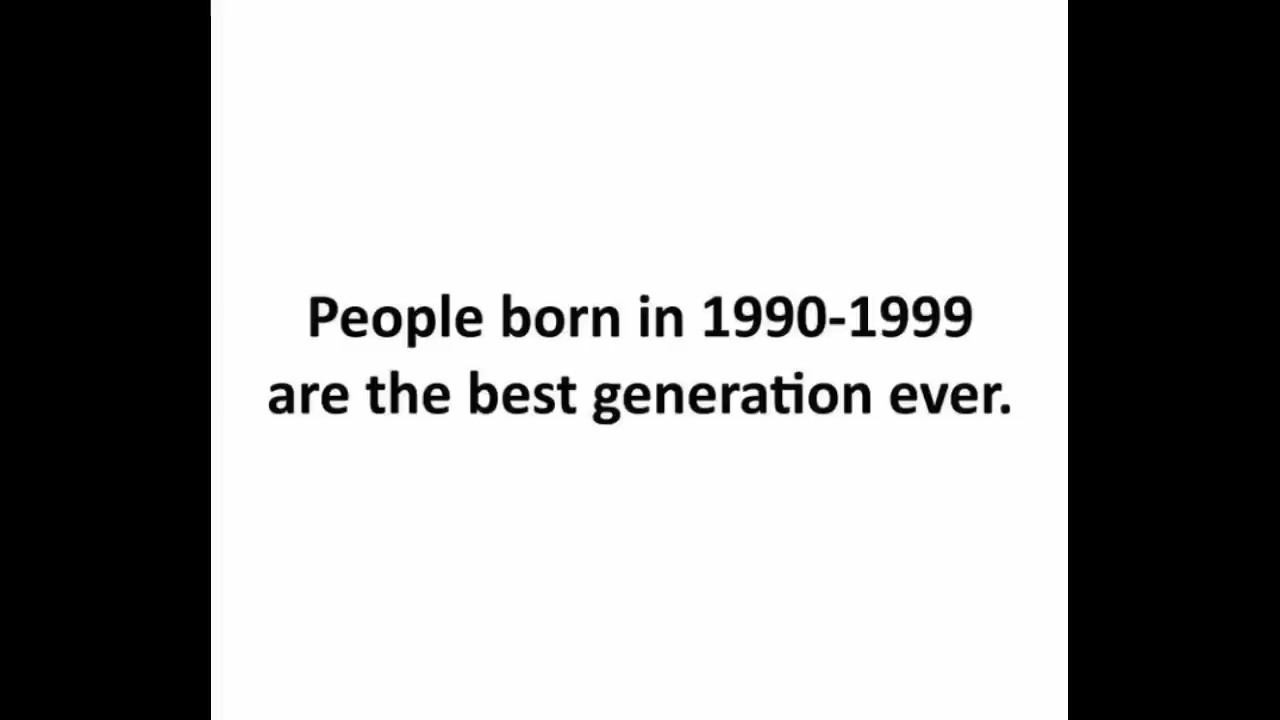 People born in 1990-1999
are the best generation ever.